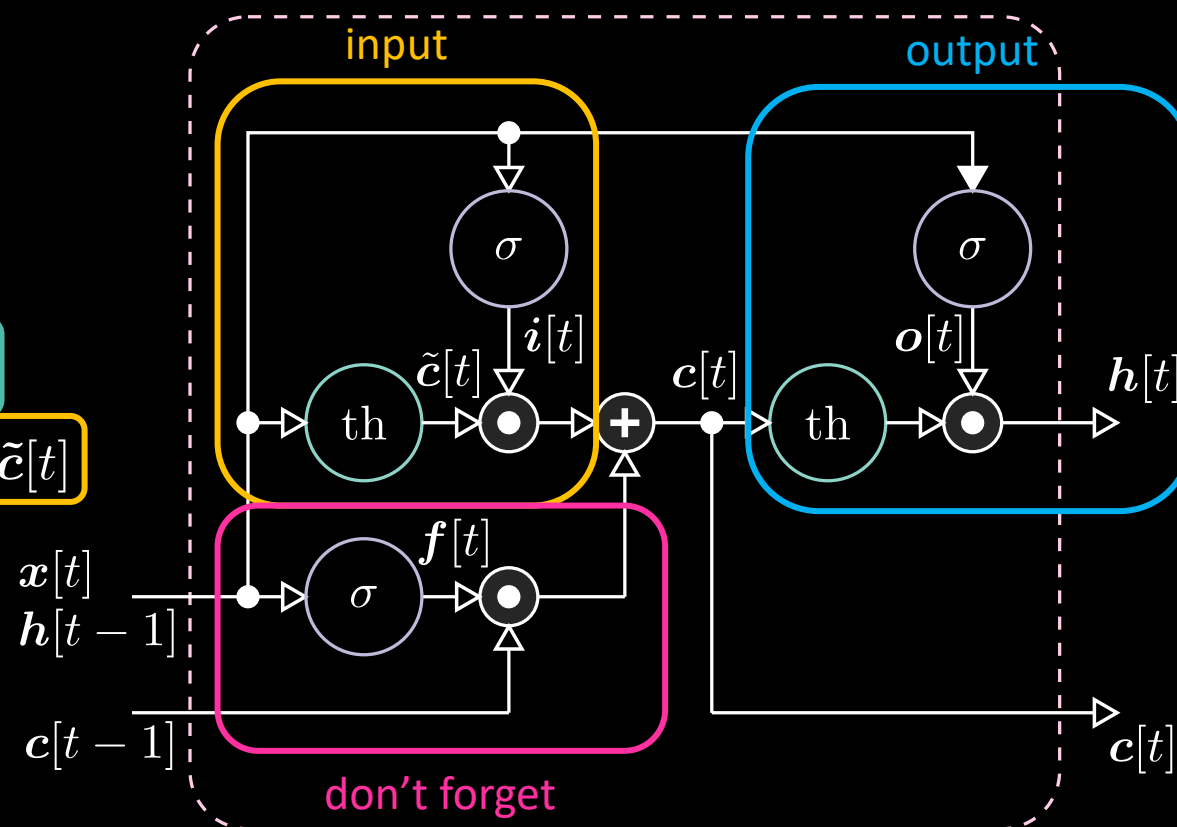 input
output
σ
σ
i[t]
o[t]
c̃[t]
c[t]
h[t]
th
th
c̃[t]
f[t]
x[t]
σ
h[t − 1]
c[t − 1]
c[t]
don’t forget